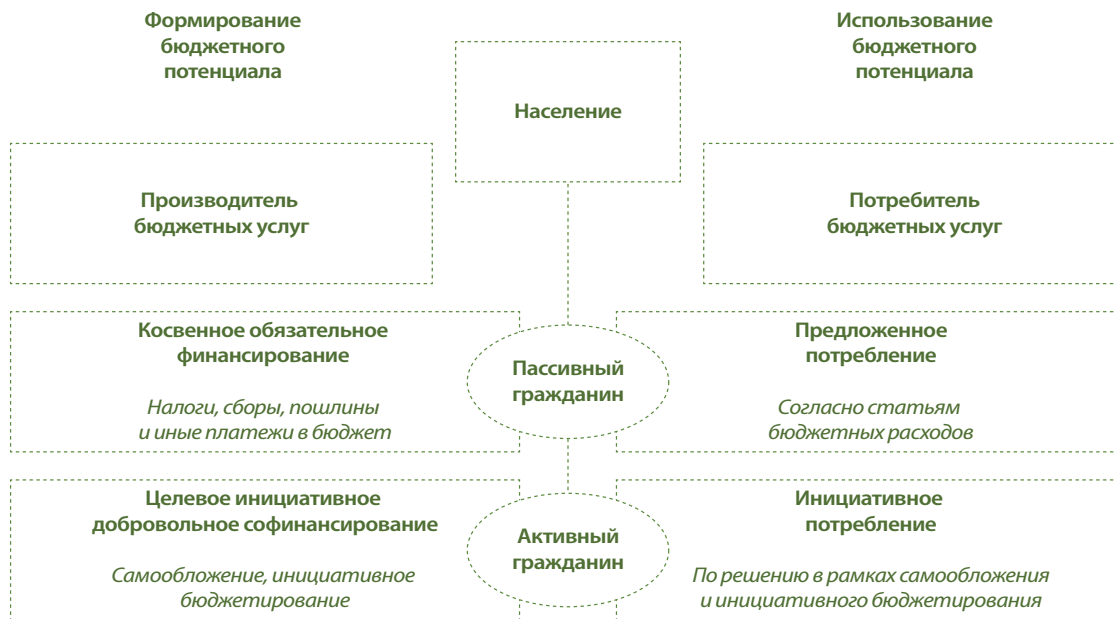 Формирование
бюджетного
потенциала
Использование
бюджетного
потенциала
Население
Производитель
бюджетных услуг
Потребитель
бюджетных услуг
Косвенное обязательное
финансирование
Налоги, сборы, пошлины
и иные платежи в бюджет
Пассивный
гражданин
Предложенное
потребление
Согласно статьям
бюджетных расходов
Целевое инициативное
добровольное софинансирование
Самообложение, инициативное
бюджетирование
Активный
гражданин
Инициативное
потребление
По решению в рамках самообложения
и инициативного бюджетирования